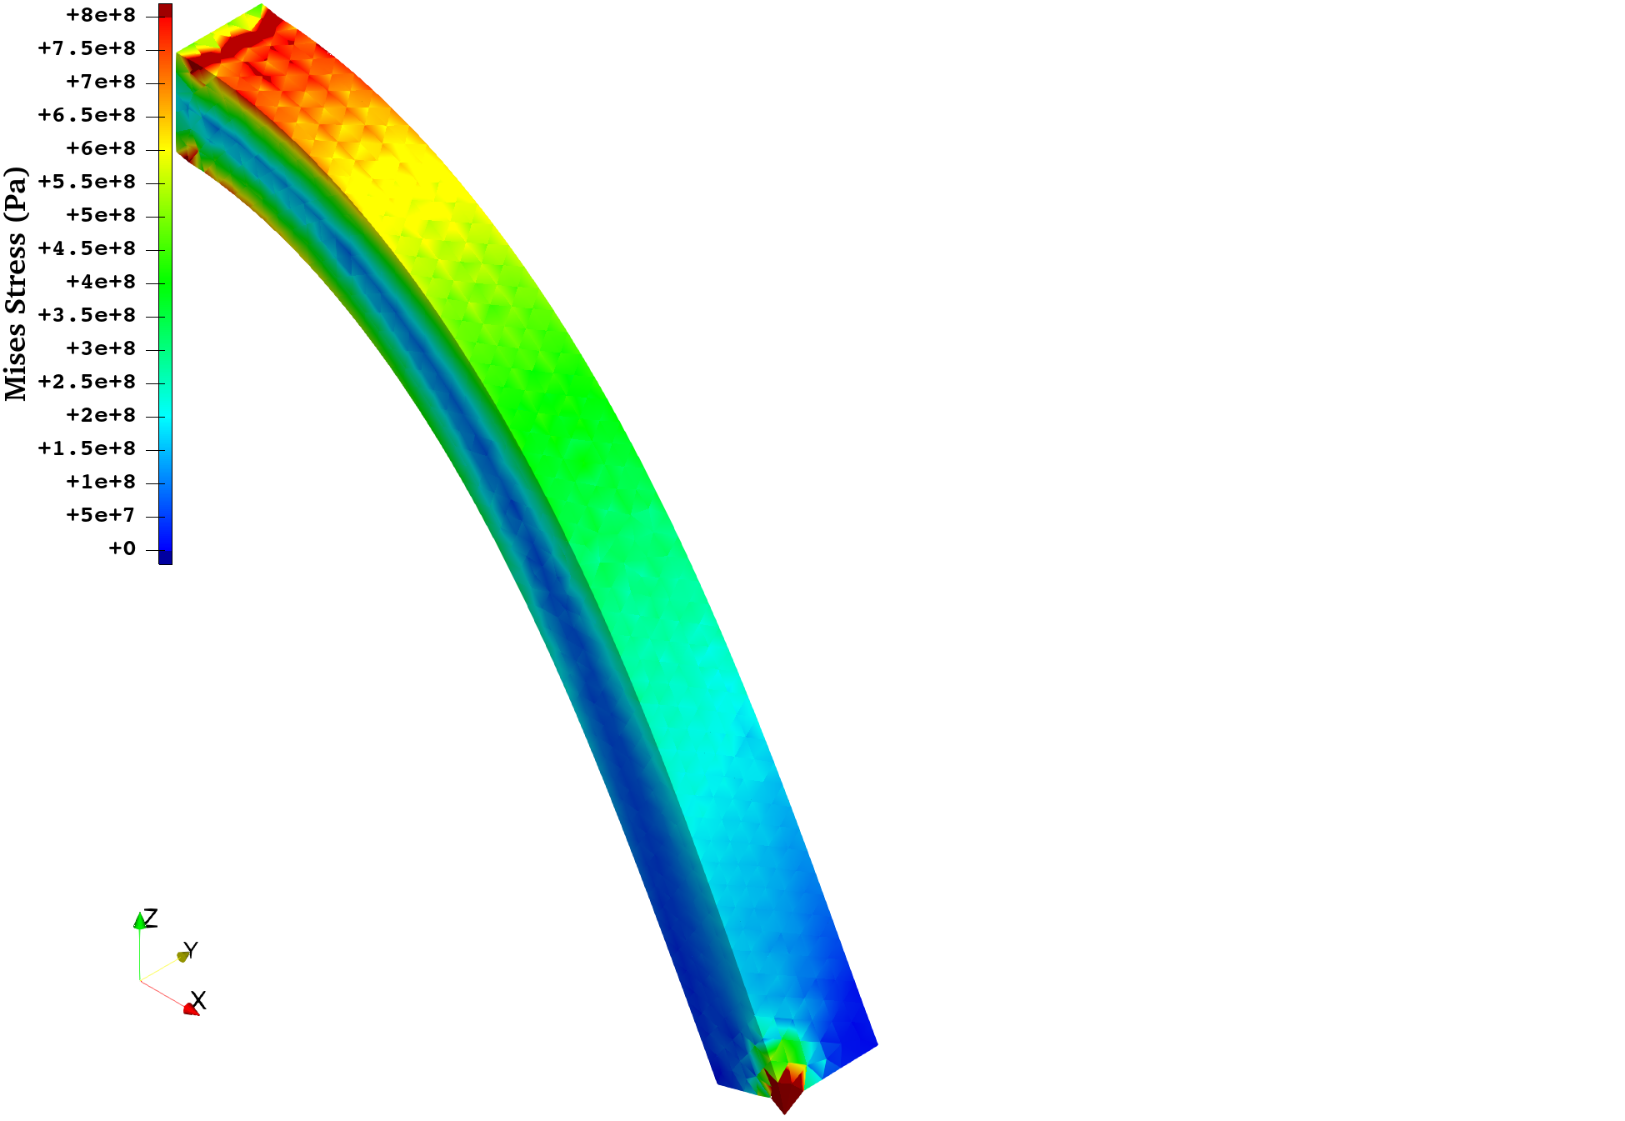 Mises Stress (Pa)
+8e+8
+7.5e+8
+7e+8
+6.5e+8
+6e+8
+5.5e+8
+5e+8
+4.5e+8
+4e+8
+3.5e+8
+3e+8
+2.5e+8
+2e+8
+1.5e+8
+1e+8
+5e+7
+0
Z
Y
X